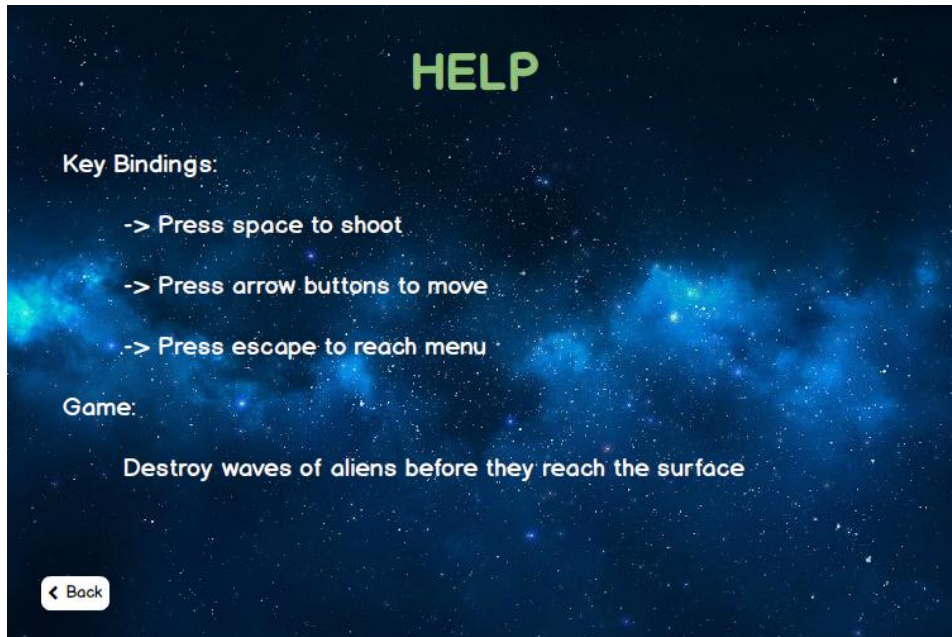 HELP
Key Bindings:
-> Press space to shoot
-> Press arrow buttons to move
-> Press escape to reach menu
Game:
Destroy waves of aliens before they reach the surface
Back